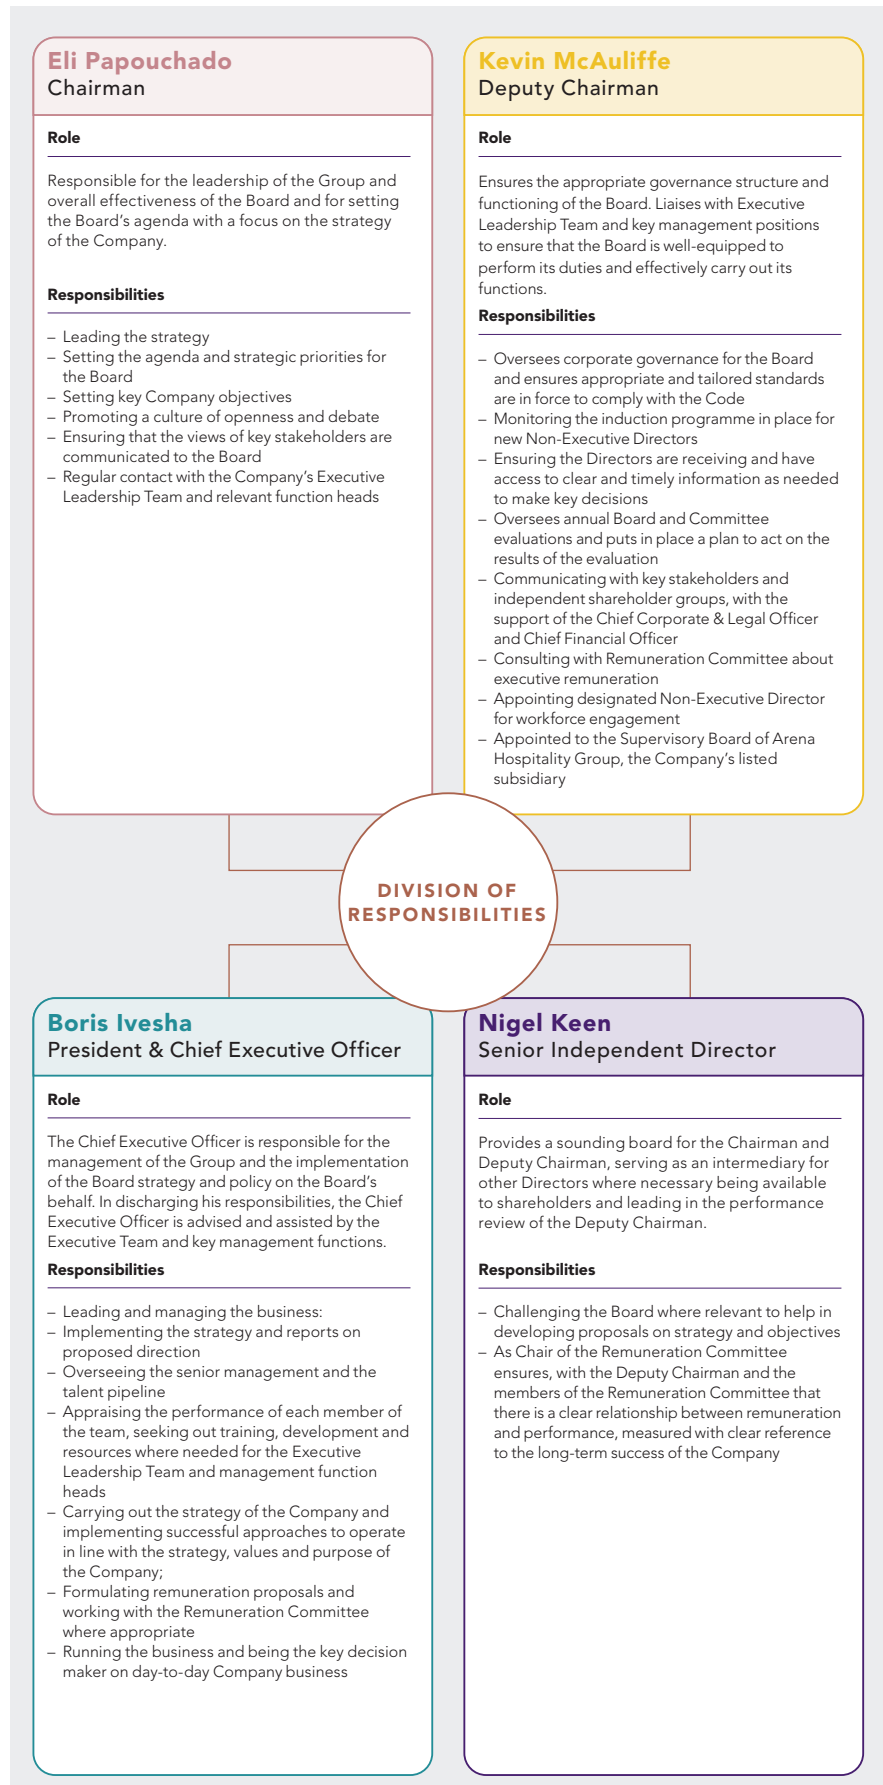 Eli Papouchado
Chairman
Role
Responsible for the leadership of the Group and
overall effectiveness of the Board and for setting
the Board’s agenda with a focus on the strategy
of the Company.
Responsibilities
– Leading the strategy
– Setting the agenda and strategic priorities for
the Board
– Setting key Company objectives
– Promoting a culture of openness and debate
– Ensuring that the views of key stakeholders are
communicated to the Board
– Regular contact with the Company’s Executive
Leadership Team and relevant function heads
Kevin McAuliffe
Deputy Chairman
Role
Ensures the appropriate governance structure and
functioning of the Board. Liaises with Executive
Leadership Team and key management positions
to ensure that the Board is well-equipped to
perform its duties and effectively carry out its
functions.
Responsibilities
– Oversees corporate governance for the Board
and ensures appropriate and tailored standards
are in force to comply with the Code
– Monitoring the induction programme in place for
new Non-Executive Directors
– Ensuring the Directors are receiving and have
access to clear and timely information as needed
to make key decisions
– Oversees annual Board and Committee
evaluations and puts in place a plan to act on the
results of the evaluation
– Communicating with key stakeholders and
independent shareholder groups, with the
support of the Chief Corporate & Legal Officer
and Chief Financial Officer
– Consulting with Remuneration Committee about
executive remuneration
– Appointing designated Non-Executive Director
for workforce engagement
– Appointed to the Supervisory Board of Arena
Hospitality Group, the Company’s listed
subsidiary
DIVISION OF
RESPONSIBILITIES
Boris Ivesha
President & Chief Executive Officer
Role
The Chief Executive Officer is responsible for the
management of the Group and the implementation
of the Board strategy and policy on the Board’s
behalf. In discharging his responsibilities, the Chief
Executive Officer is advised and assisted by the
Executive Team and key management functions.
Responsibilities
– Leading and managing the business:
– Implementing the strategy and reports on
proposed direction
– Overseeing the senior management and the
talent pipeline
– Appraising the performance of each member of
the team, seeking out training, development and
resources where needed for the Executive
Leadership Team and management function
heads
– Carrying out the strategy of the Company and
implementing successful approaches to operate
in line with the strategy, values and purpose of
the Company;
– Formulating remuneration proposals and
working with the Remuneration Committee
where appropriate
– Running the business and being the key decision
maker on day-to-day Company business
Nigel Keen
Senior Independent Director
Role
Provides a sounding board for the Chairman and
Deputy Chairman, serving as an intermediary for
other Directors where necessary being available
to shareholders and leading in the performance
review of the Deputy Chairman.
Responsibilities
– Challenging the Board where relevant to help in
developing proposals on strategy and objectives
– As Chair of the Remuneration Committee
ensures, with the Deputy Chairman and the
members of the Remuneration Committee that
there is a clear relationship between remuneration
and performance, measured with clear reference
to the long-term success of the Company